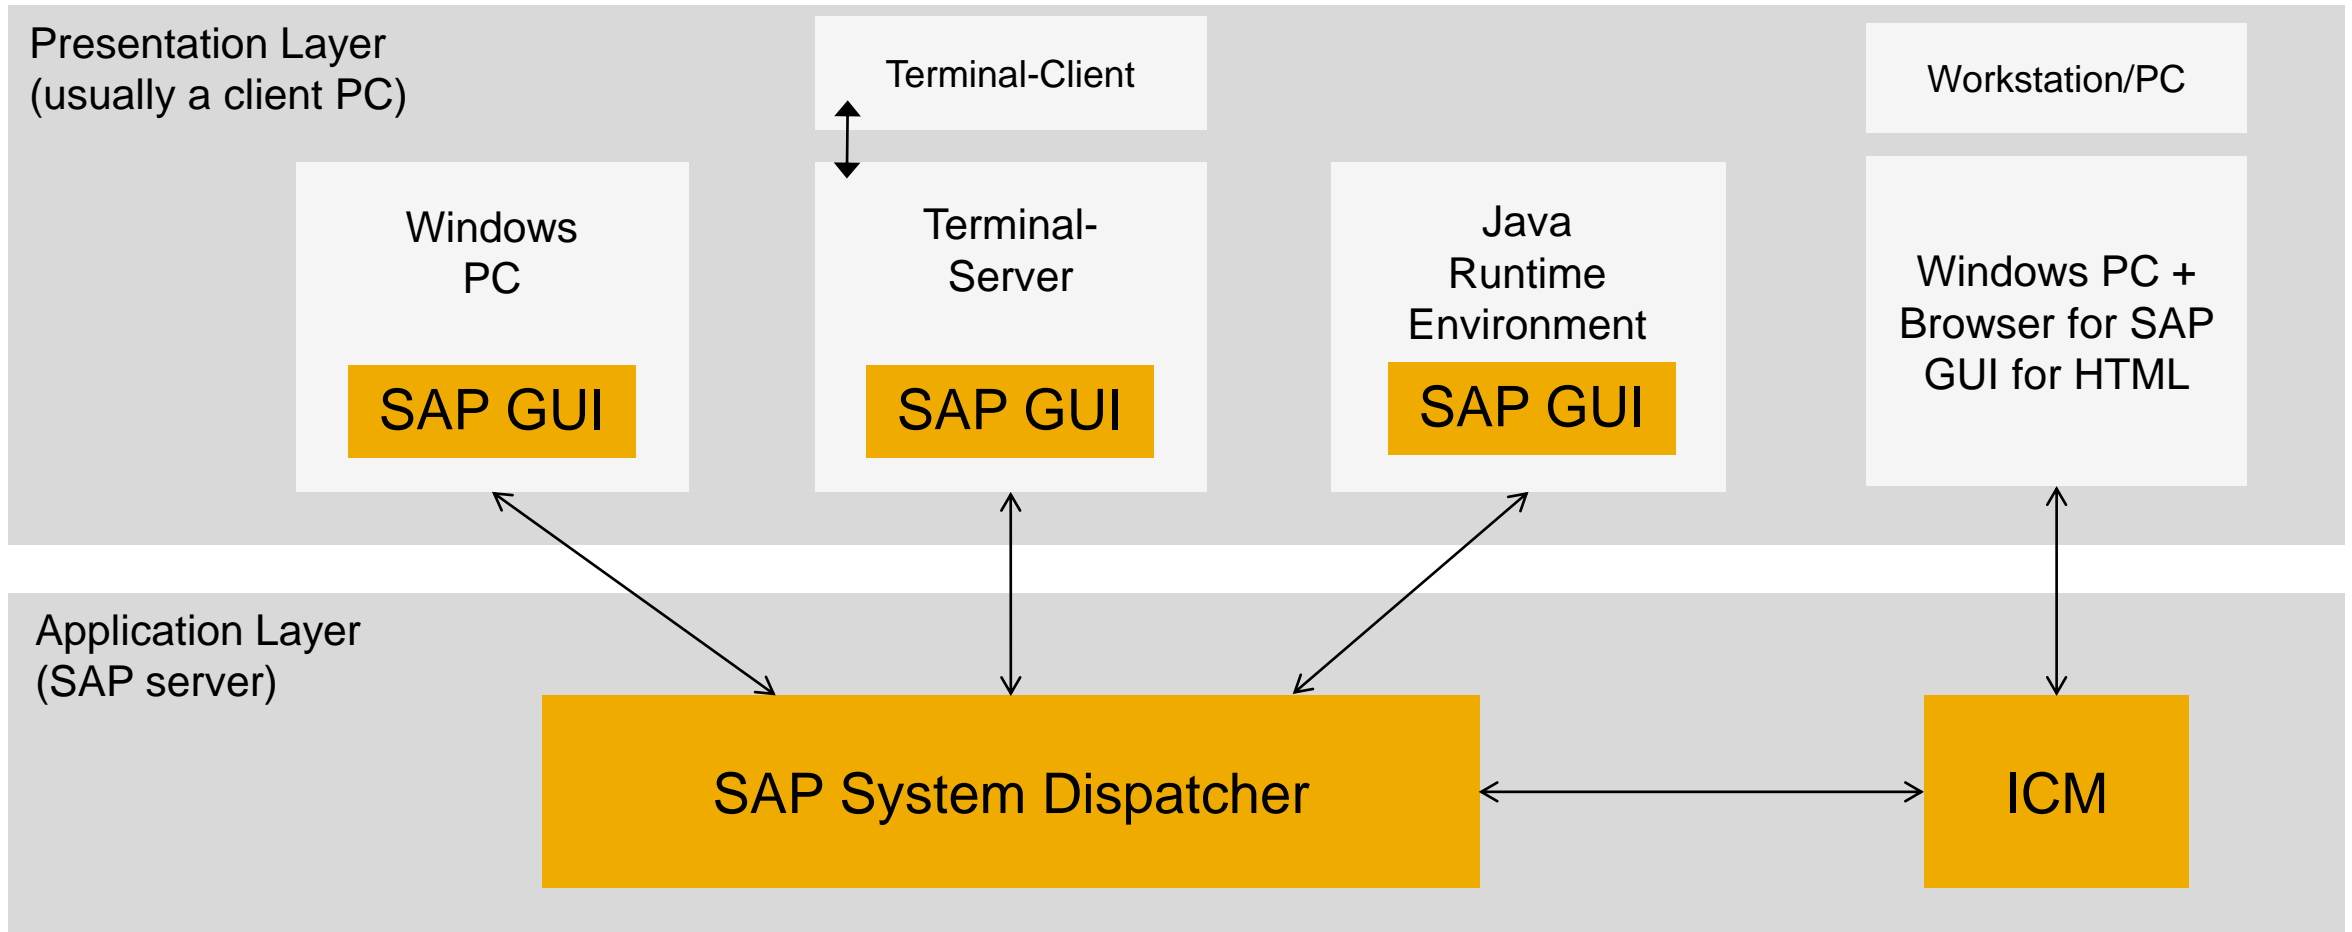 Presentation Layer
(usually a client PC)
Terminal-Client
Workstation/PC
Windows
PC
SAP GUI
Terminal-
Server
SAP GUI
Java
Runtime
Environment
SAP GUI
Windows PC +
Browser for SAP
GUI for HTML
Application Layer
(SAP server)
SAP System Dispatcher
ICM